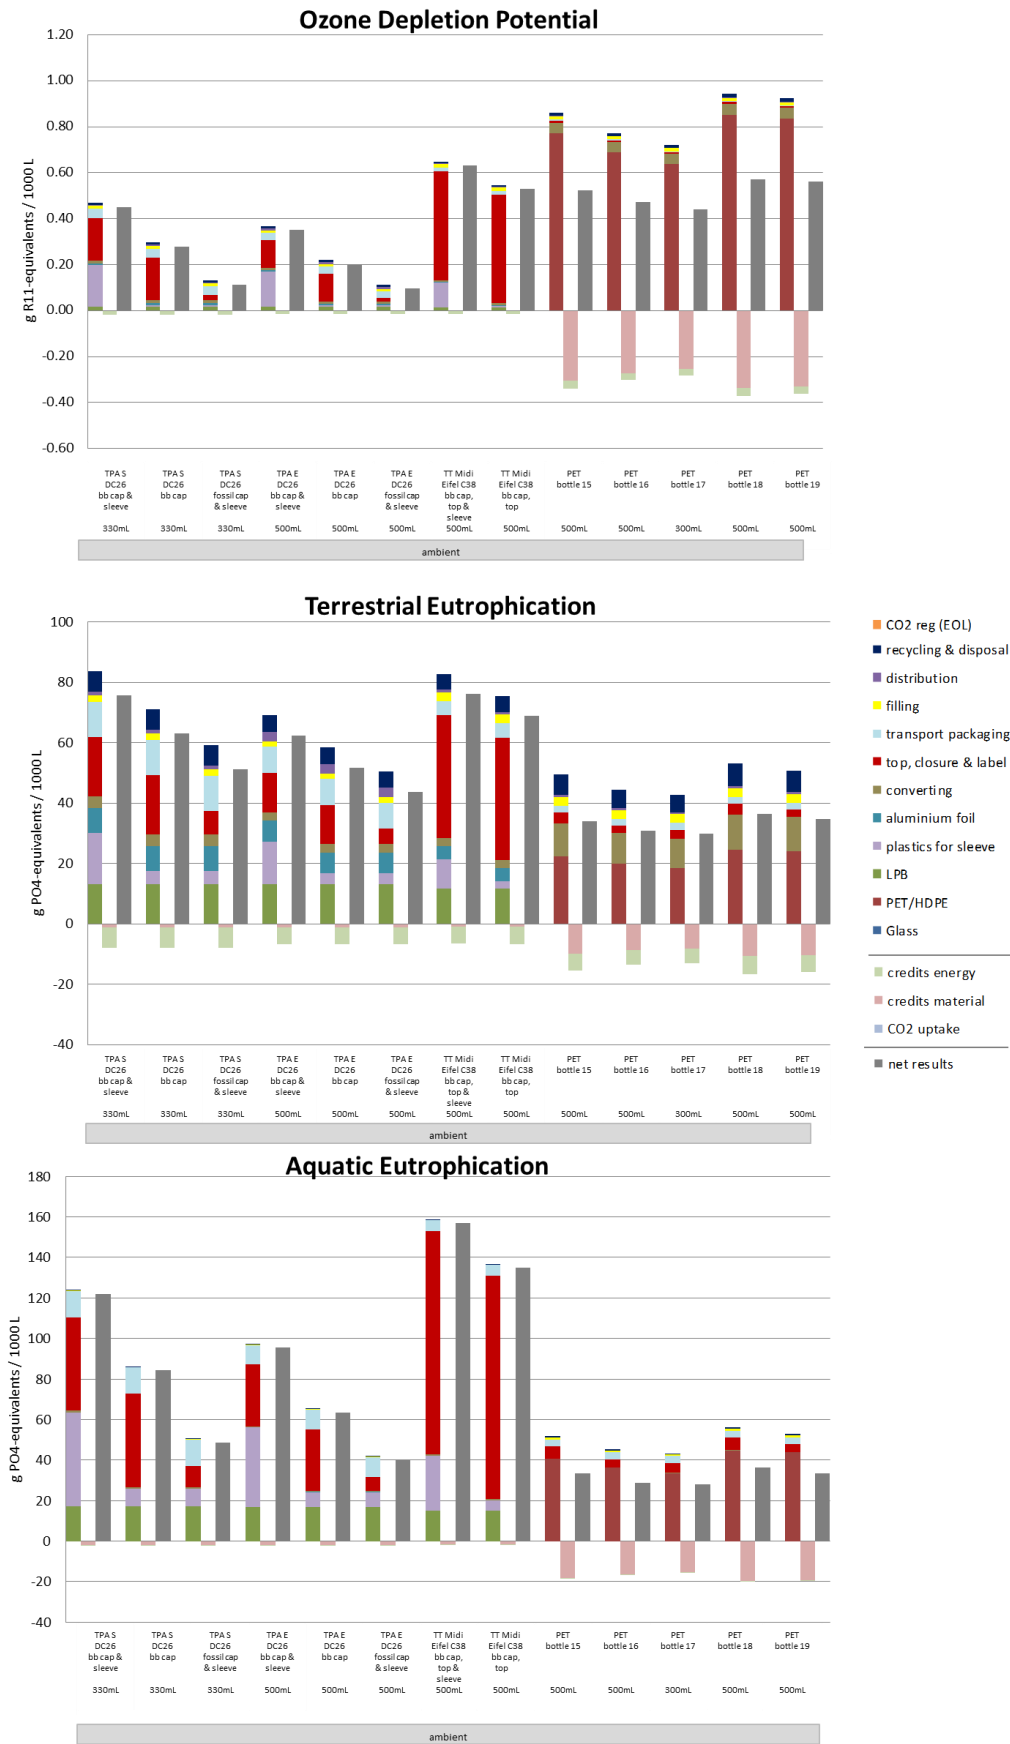 Ozone Depletion Potential
g R11-equivalents / 1000 L
1.20
1.00
0.80
0.60
0.40
0.20
0.00
-0.20
-0.40
-0.60
TPA S DC26 bb cap & sleeve 330mL
TPA S DC26 bb cap 330mL
TPA S DC26 fossil cap & sleeve 330mL
TPA E DC26 bb cap & sleeve 500mL
TPA E DC26 bb cap 500mL
TPA E DC26 fossil cap & sleeve 500mL
TT Midi Eifel C38 bb cap, top & sleeve 500mL
TT Midi Eifel C38 bb cap, top 500mL
PET bottle 15 500mL
PET bottle 16 500mL
PET bottle 17 300mL
PET bottle 18 500mL
PET bottle 19 500mL
ambient
Terrestrial Eutrophication
g PO4-equivalents / 1000 L
100
80
60
40
20
0
-20
-40
TPA S DC26 bb cap & sleeve 330mL
TPA S DC26 bb cap 330mL
TPA S DC26 fossil cap & sleeve 330mL
TPA E DC26 bb cap & sleeve 500mL
TPA E DC26 bb cap 500mL
TPA E DC26 fossil cap & sleeve 500mL
TT Midi Eifel C38 bb cap, top & sleeve 500mL
TT Midi Eifel C38 bb cap, top 500mL
PET bottle 15 500mL
PET bottle 16 500mL
PET bottle 17 300mL
PET bottle 18 500mL
PET bottle 19 500mL
ambient
CO2 reg (EOL)
recycling & disposal
distribution
filling
transport packaging
top, closure & label
converting
aluminium foil
plastics for sleeve
LPB
PET/HDPE
Glass
credits energy
credits material
CO2 uptake
net results
Aquatic Eutrophication
g PO4-equivalents / 1000 L
180
160
140
120
100
80
60
40
20
0
-20
-40
TPA S DC26 bb cap & sleeve 330mL
TPA S DC26 bb cap 330mL
TPA S DC26 fossil cap & sleeve 330mL
TPA E DC26 bb cap & sleeve 500mL
TPA E DC26 bb cap 500mL
TPA E DC26 fossil cap & sleeve 500mL
TT Midi Eifel C38 bb cap, top & sleeve 500mL
TT Midi Eifel C38 bb cap, top 500mL
PET bottle 15 500mL
PET bottle 16 500mL
PET bottle 17 300mL
PET bottle 18 500mL
PET bottle 19 500mL
ambient